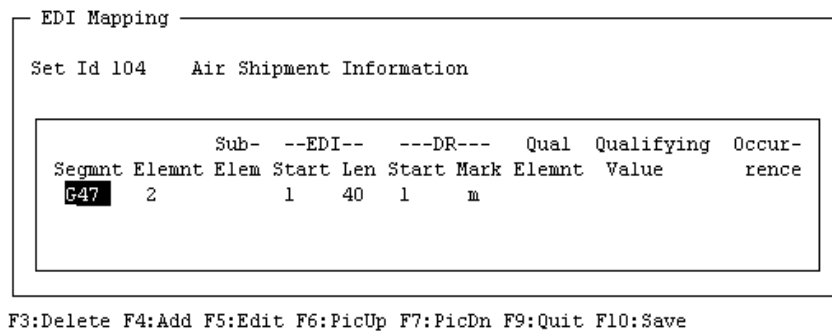 EDI Mapping
Set Id 104 Air Shipment Information
Sub- --EDI-- ---DR--- Qual Qualifying Occur-
Segmnt Elemnt Elem Start Len Start Mark Elemnt Value rence
G47 2 1 40 1 m
F3:Delete F4:Add F5:Edit F6:PicUp F7:PicDn F9:Quit F10:Save